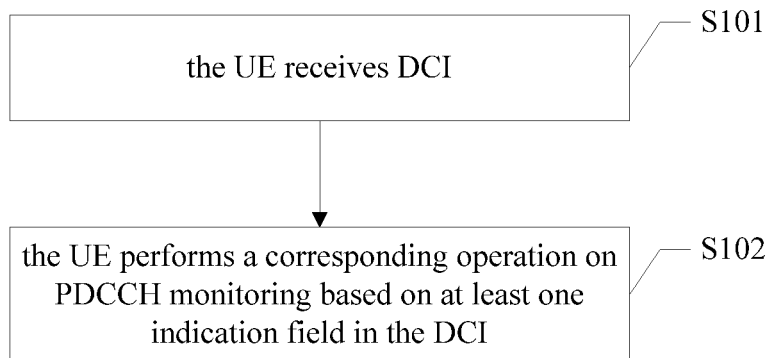 S101
the UE receives DCI
S102
the UE performs a corresponding operation on
PDCCH monitoring based on at least one
indication field in the DCI